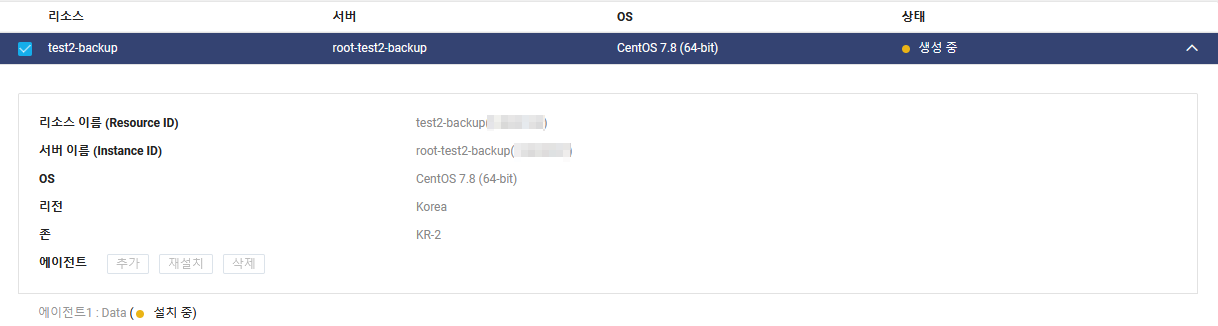 리소스 서버 OS 상태
test2-backup root-test2-backup CentOS 7.8 (64-bit) 생성 중
리소스 이름 (Resource ID) test2-backup( )
서버 이름 (Instance ID) root-test2-backup( )
OS CentOS 7.8 (64-bit)
리전 Korea
존 KR-2
에이전트 추가 재설치 삭제
에이전트1 : Data ( 설치 중)